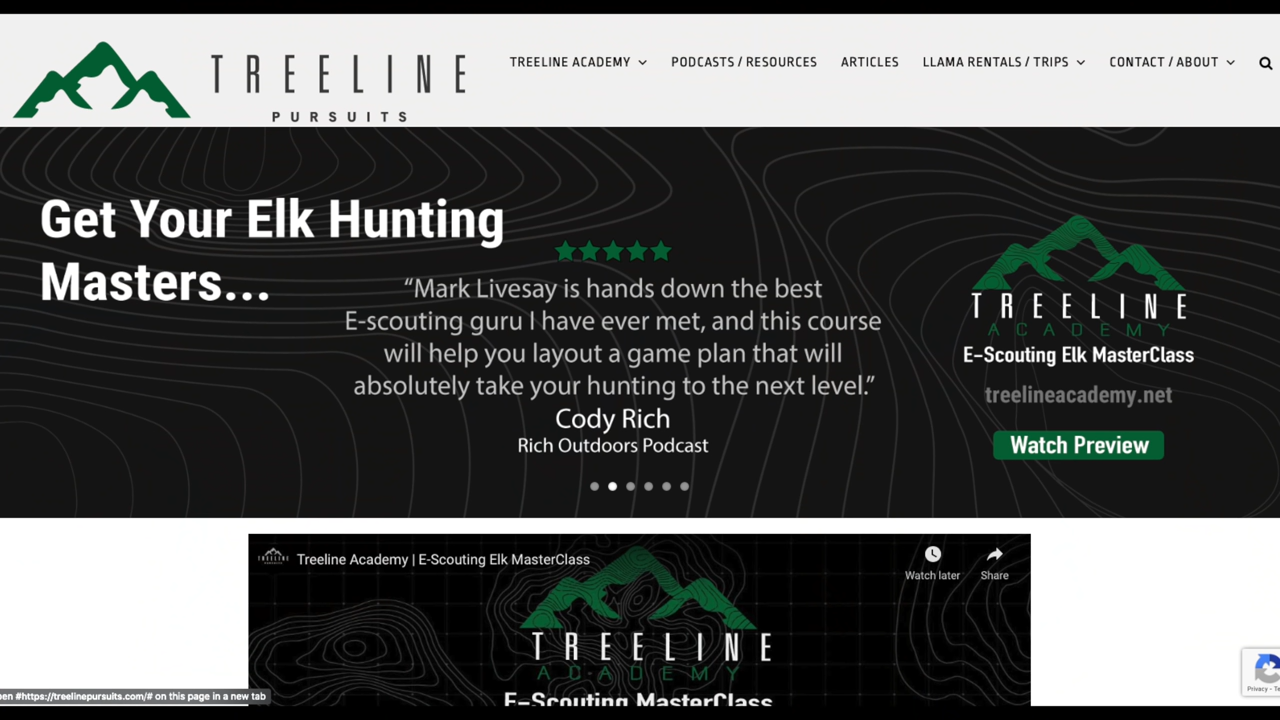 TREELINE
PURSUITS
TREELINE ACADEMY
PODCASTS / RESOURCES
ARTICLES
LLAMA RENTALS / TRIPS
CONTACT / ABOUT
Get Your Elk Hunting
Masters...
“Mark Livesay is hands down the best
E-scouting guru I have ever met, and this course
will help you layout a game plan that will
absolutely take your hunting to the next level.”
Cody Rich
Rich Outdoors Podcast
TREELINE
ACADEMY
E-Scouting Elk MasterClass
treelineacademy.net
Watch Preview
TREELINE
Treeline Academy | E-Scouting Elk MasterClass
Watch later
Share
TREELINE
ACADEMY
E-Scouting MasterClass
pen #https://treelinepursuits.com/# on this page in a new tab
Privacy - Te